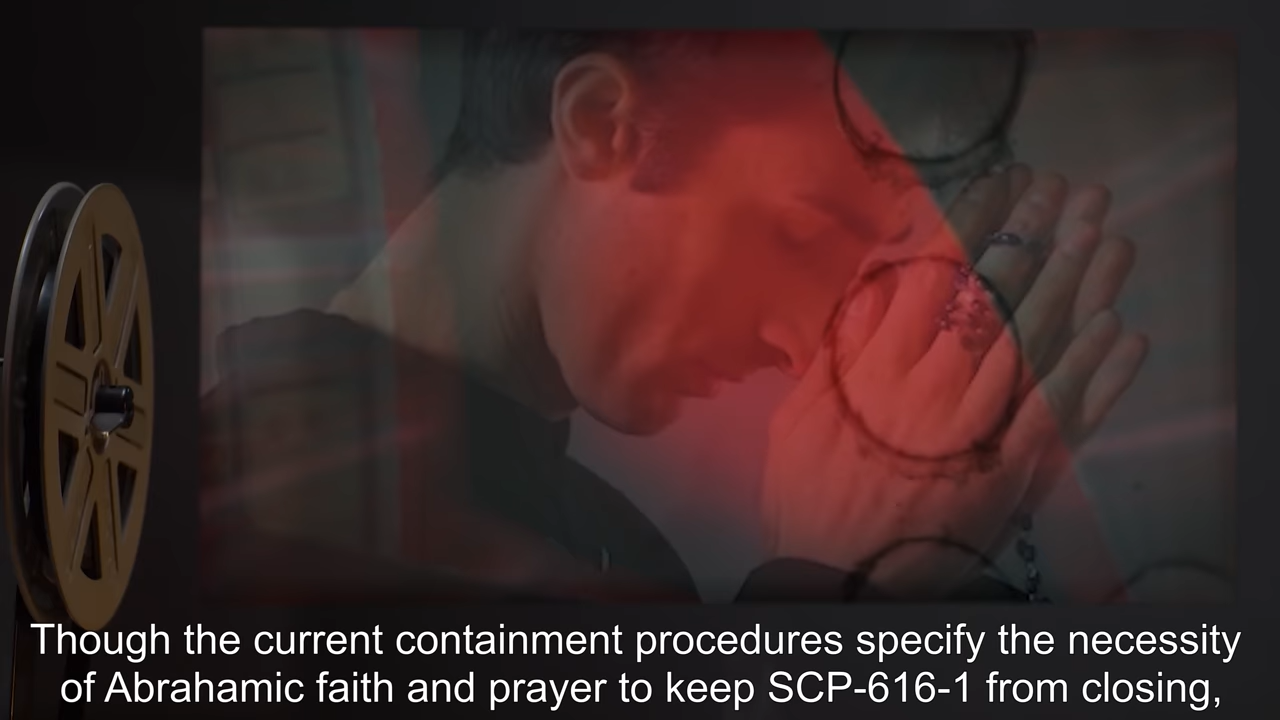 Though the current containment procedures specify the necessity
of Abrahamic faith and prayer to keep SCP-616-1 from closing,